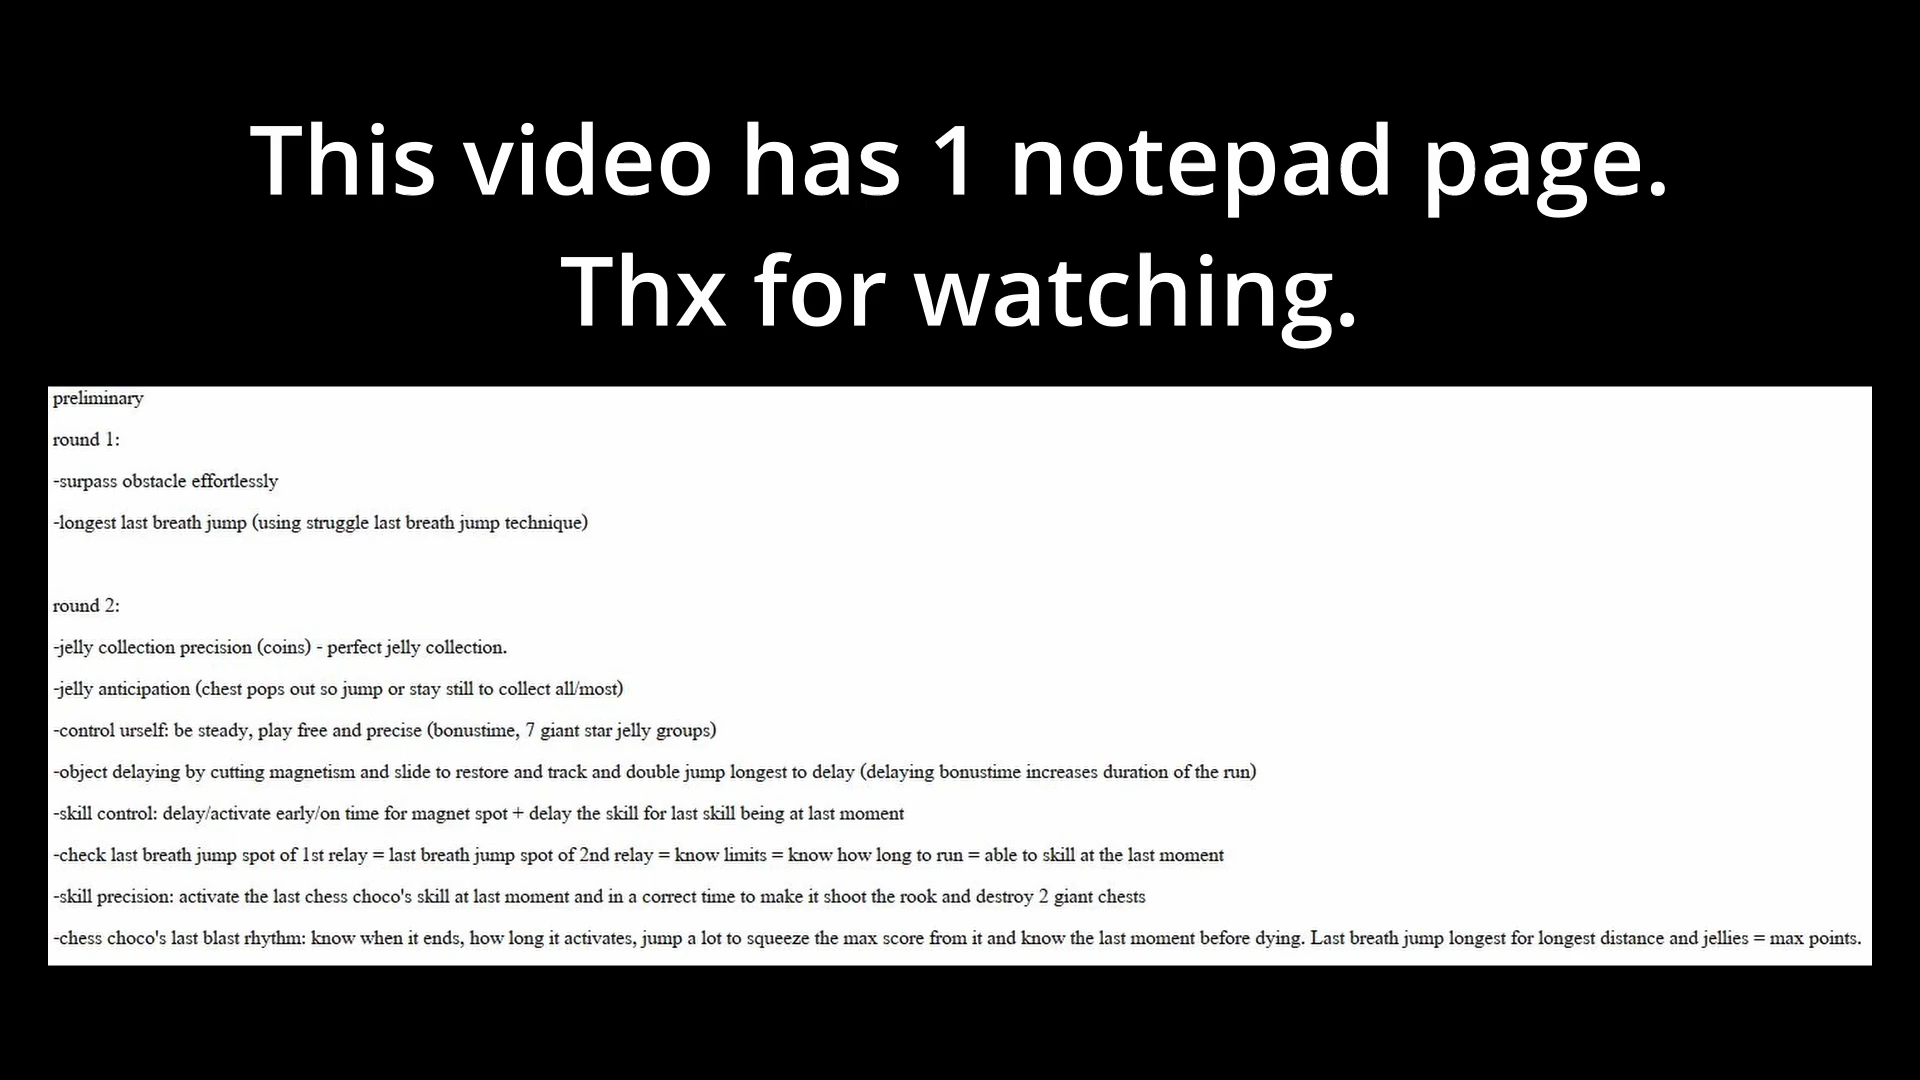 This video has 1 notepad page.
Thx for watching.
preliminary
round 1:
-surpass obstacle effortlessly
-longest last breath jump (using struggle last breath jump technique)
round 2:
-jelly collection precision (coins) - perfect jelly collection.
-jelly anticipation (chest pops out so jump or stay still to collect all/most)
-control urself: be steady, play free and precise (bonustime, 7 giant star jelly groups)
-object delaying by cutting magnetism and slide to restore and track and double jump longest to delay (delaying bonustime increases duration of the run)
-skill control: delay/activate early/on time for magnet spot + delay the skill for last skill being at last moment
-check last breath jump spot of 1st relay = last breath jump spot of 2nd relay = know limits = know how long to run = able to skill at the last moment
-skill precision: activate the last chess choco's skill at last moment and in a correct time to make it shoot the rook and destroy 2 giant chests
-chess choco's last blast rhythm: know when it ends, how long it activates, jump a lot to squeeze the max score from it and know the last moment before dying. Last breath jump longest for longest distance and jellies = max points.